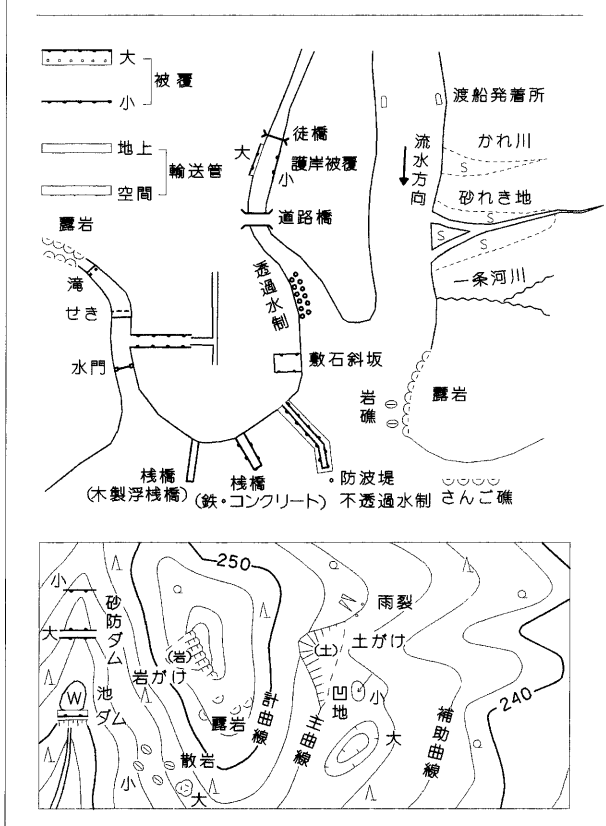 大
被覆
小
地上
輸送管
空間
徒橋
大
護岸被覆
小
道路橋
渡船発着所
流水方向
かれ川
S
砂れき地
S
S
S
一条河川
露岩
滝
せき
水門
透過水制
敷石斜坂
岩礁
露岩
桟橋
(木製浮桟橋)
桟橋
(鉄・コンクリート)
防波堤
不透過水制
さんご礁
小
砂防ダム
大
W
池
ダム
250
(岩)
岩がけ
露岩
計曲線
散岩
小
大
雨裂
(土)
土がけ
凹地
小
大
主曲線
補助曲線
240